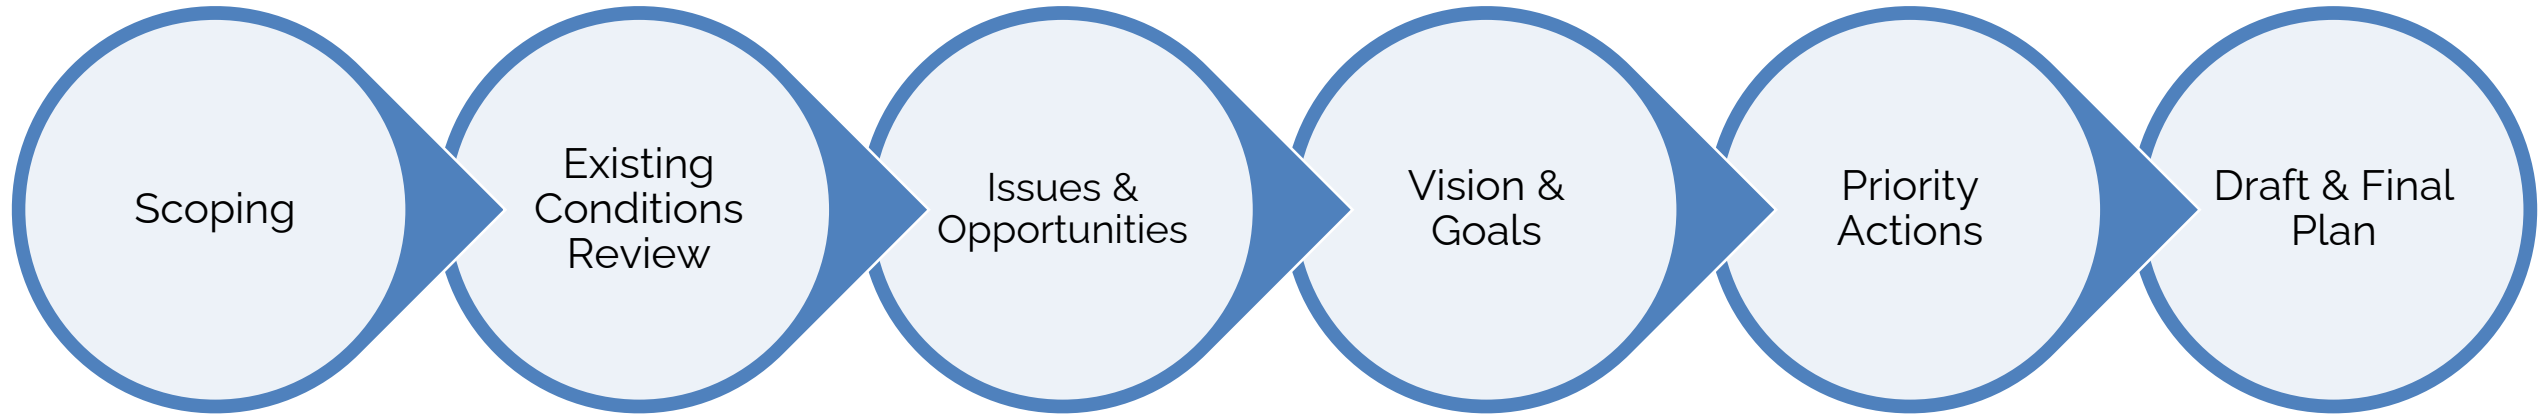 Scoping
Existing
Conditions
Review
Issues &
Opportunities
Vision &
Goals
Priority
Actions
Draft & Final
Plan